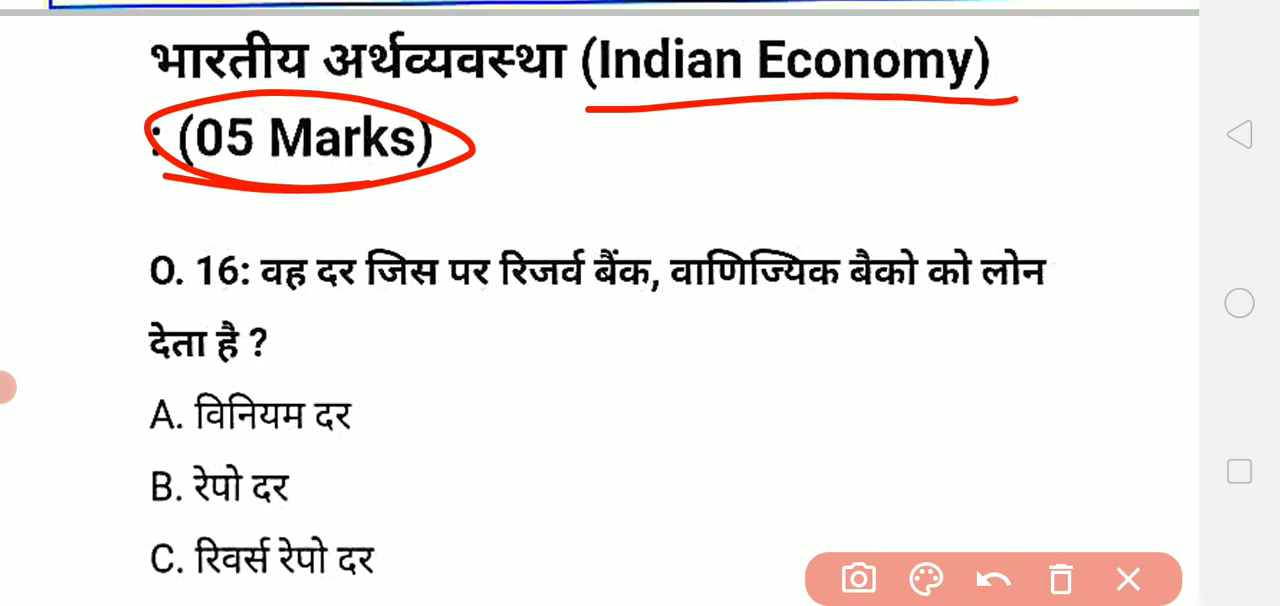 भारतीय अर्थव्यवस्था (Indian Economy)
: (05 Marks)
O. 16: वह दर जिस पर रिजर्व बैंक, वाणिज्यिक बैको को लोन
देता है ?
A. विनियम दर
B. रेपो दर
C. रिवर्स रेपो दर